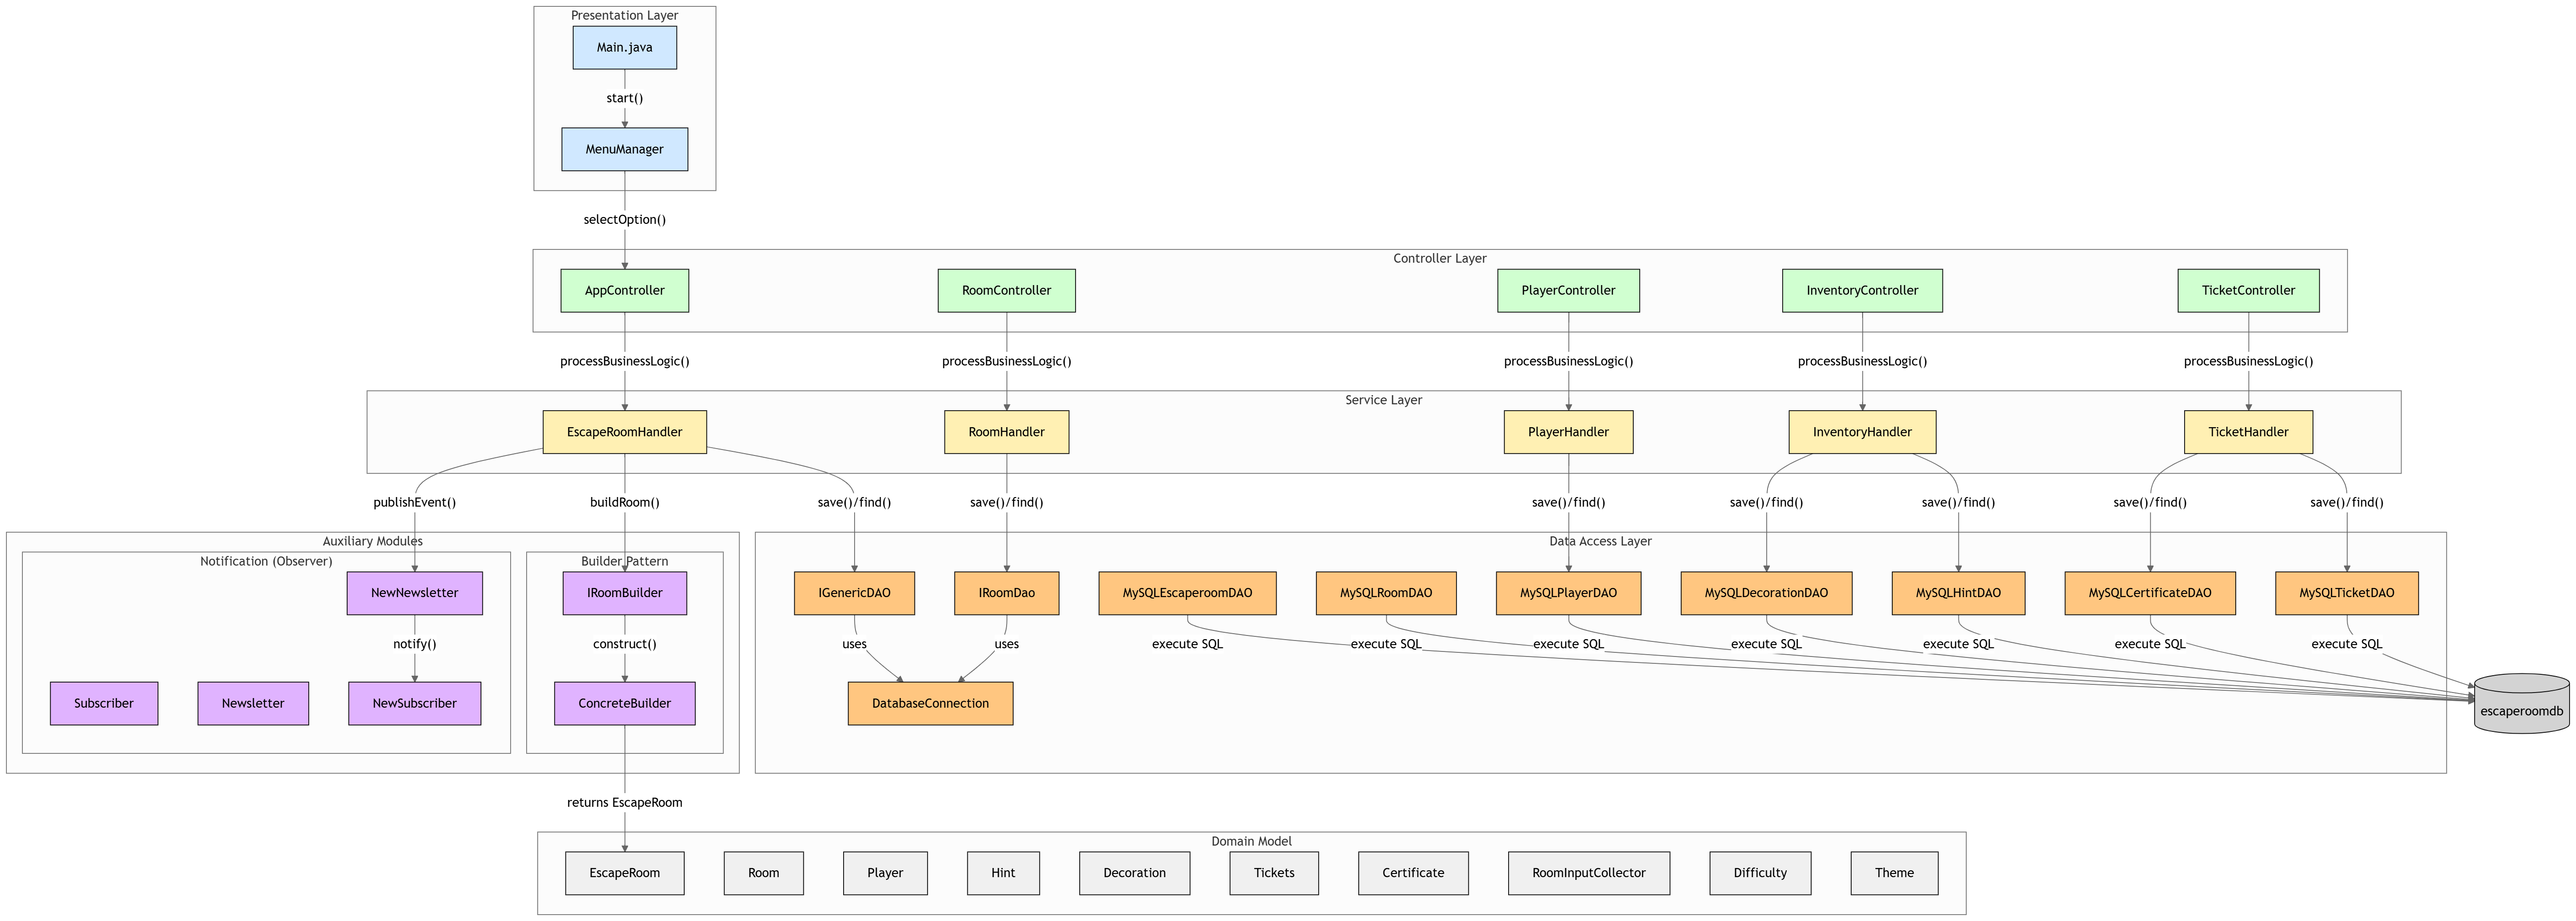 Presentation Layer
Main.java
start()
MenuManager
selectOption()
Controller Layer
AppController
RoomController
PlayerController
InventoryController
TicketController
processBusinessLogic()
processBusinessLogic()
processBusinessLogic()
processBusinessLogic()
processBusinessLogic()
Service Layer
EscapeRoomHandler
RoomHandler
PlayerHandler
InventoryHandler
TicketHandler
publishEvent()
buildRoom()
save()/find()
save()/find()
save()/find()
save()/find()
save()/find()
save()/find()
save()/find()
Auxiliary Modules
Data Access Layer
Notification (Observer)
Builder Pattern
NewNewsletter
IRoomBuilder
IGenericDAO
IRoomDao
MySQLEscaperoomDAO
MySQLRoomDAO
MySQLPlayerDAO
MySQLDecorationDAO
MySQLHintDAO
MySQLCertificateDAO
MySQLTicketDAO
notify()
construct()
uses
uses
execute SQL
execute SQL
execute SQL
execute SQL
execute SQL
execute SQL
execute SQL
Subscriber
Newsletter
NewSubscriber
ConcreteBuilder
DatabaseConnection
escaperoomdb
returns EscapeRoom
Domain Model
EscapeRoom
Room
Player
Hint
Decoration
Tickets
Certificate
RoomInputCollector
Difficulty
Theme